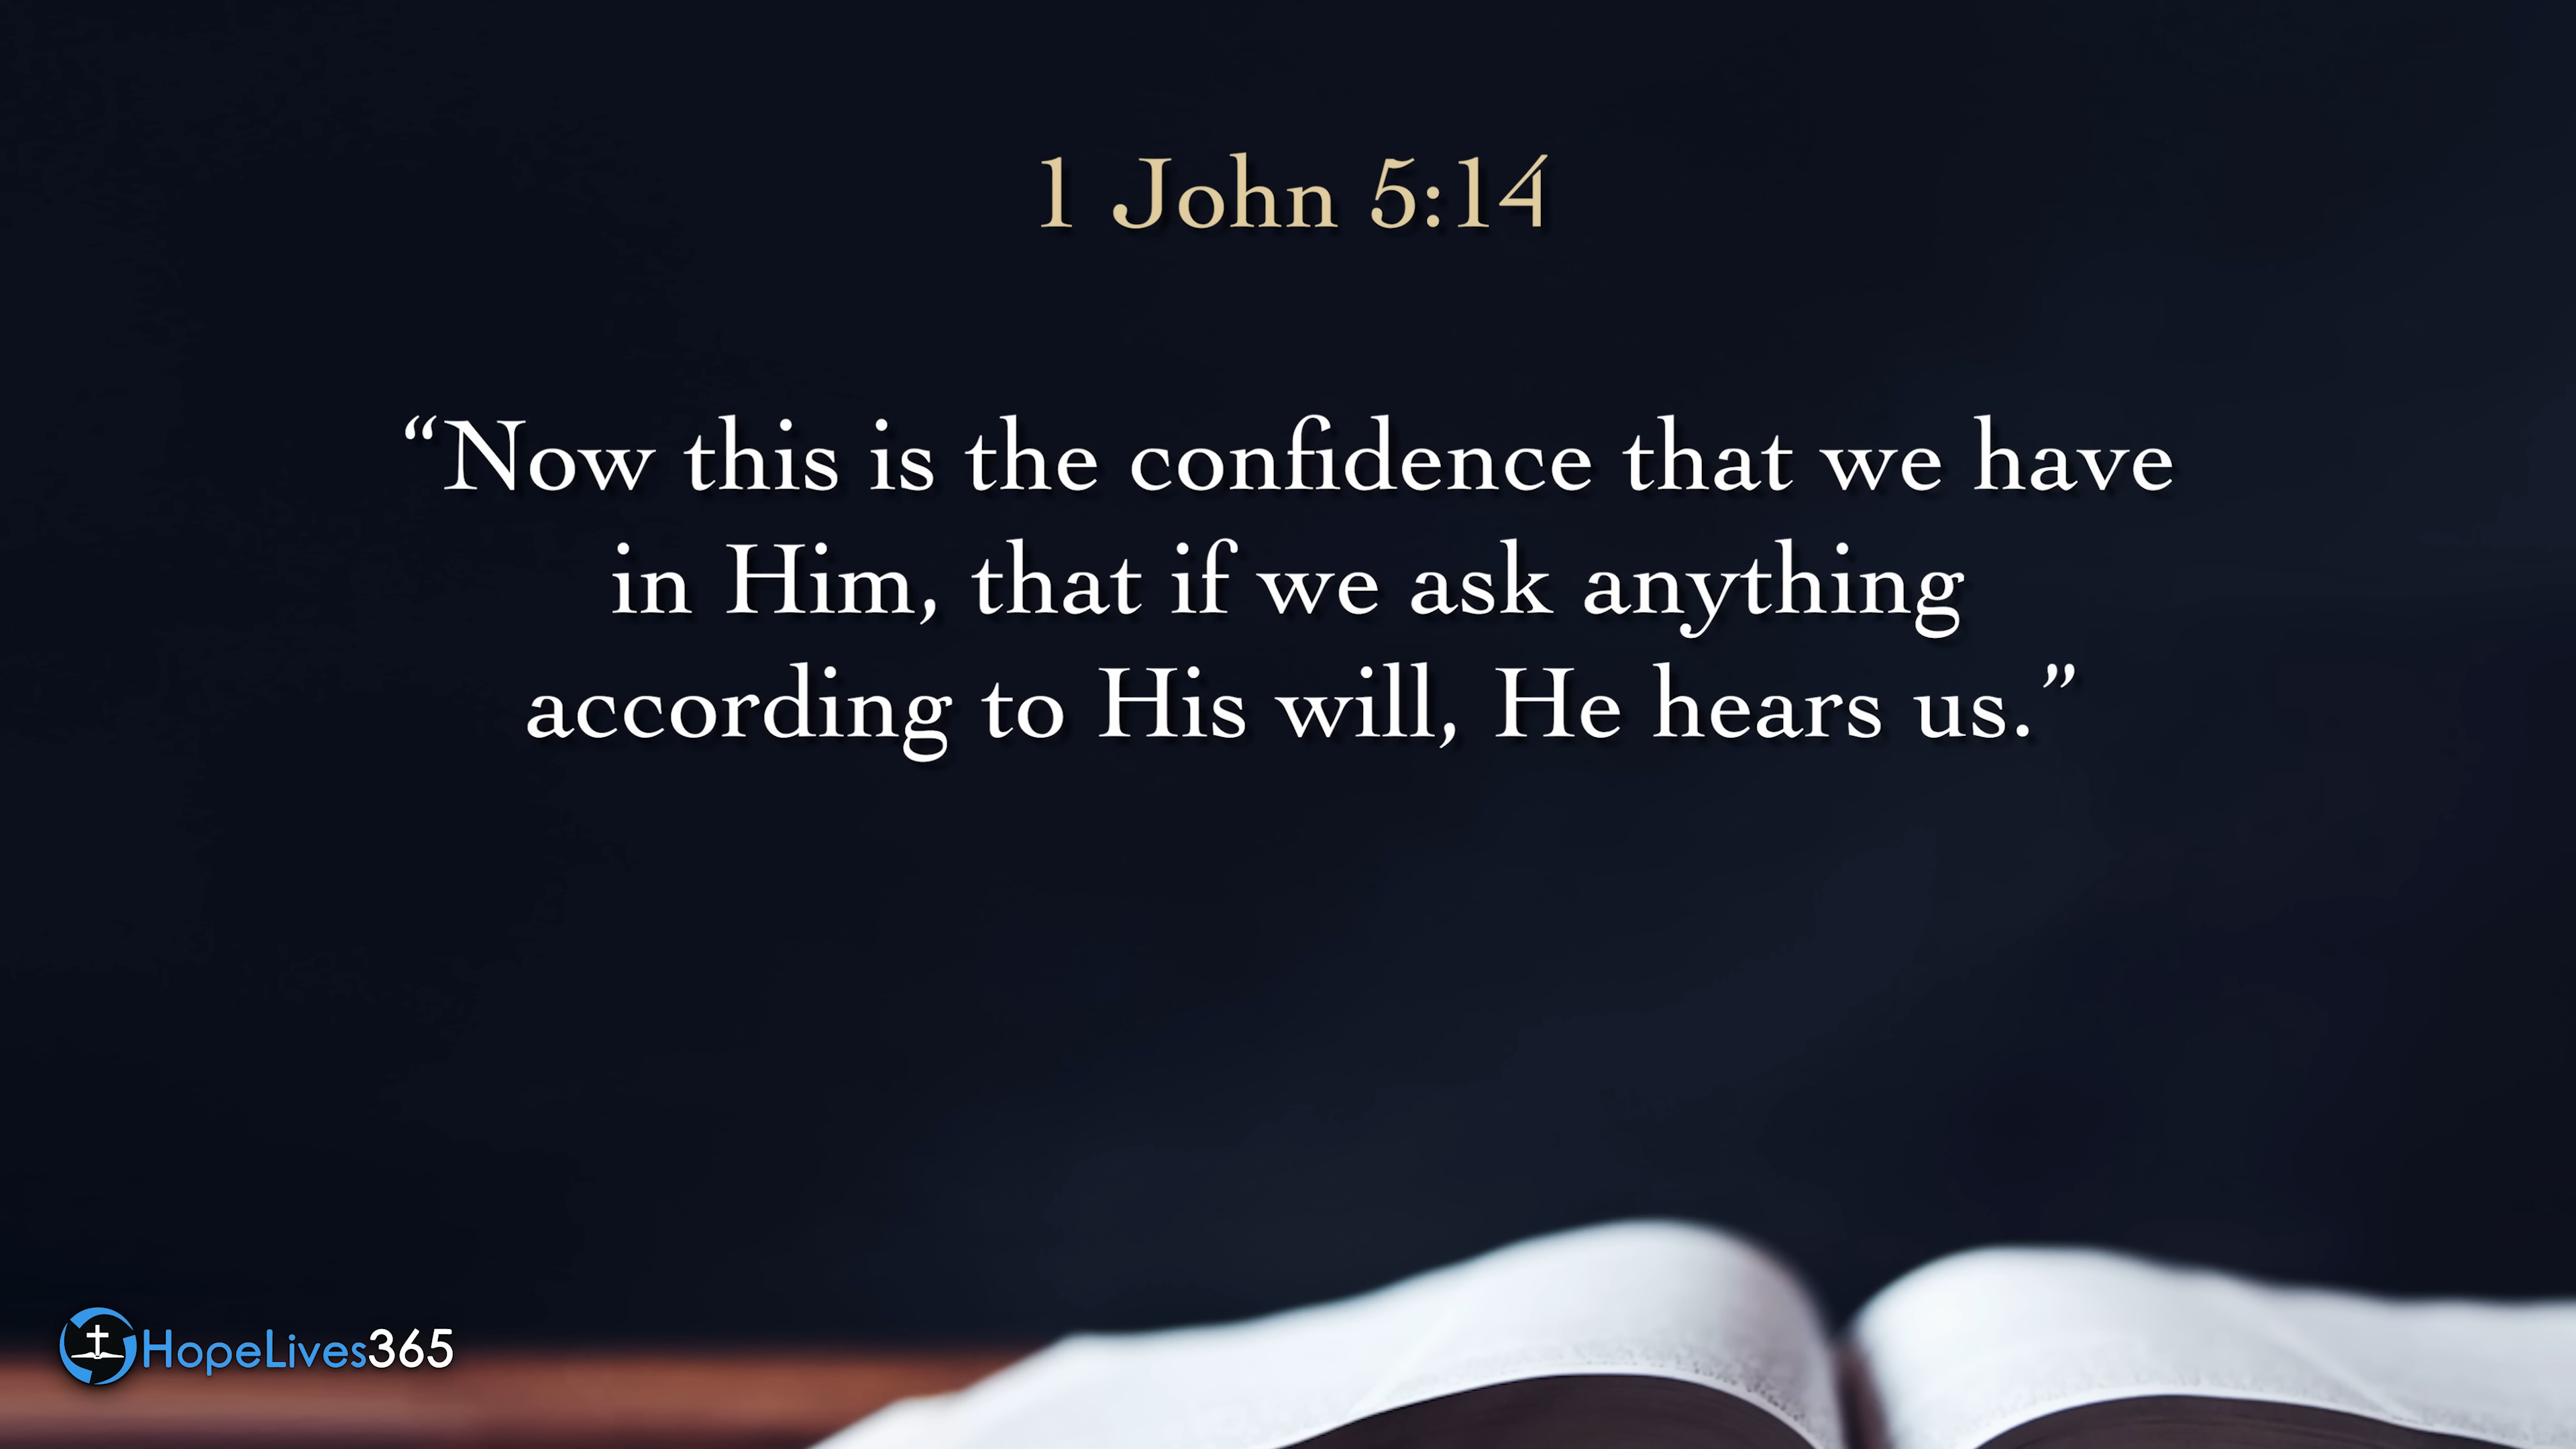 1 John 5:14
“Now this is the confidence that we have
in Him, that if we ask anything
according to His will, He hears us.”
HopeLives365